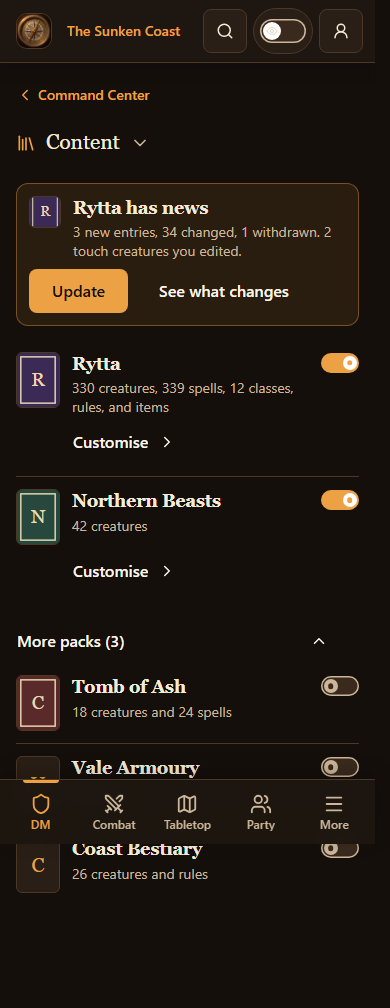 The Sunken Coast
Command Center
Content
R
Rytta has news
3 new entries, 34 changed, 1 withdrawn. 2
touch creatures you edited.
Update
See what changes
R
Rytta
330 creatures, 339 spells, 12 classes,
rules, and items
Customise
N
Northern Beasts
42 creatures
Customise
More packs (3)
C
Tomb of Ash
18 creatures and 24 spells
Vale Armoury
DM
Combat
Tabletop
Party
More
C
Coast Bestiary
26 creatures and rules